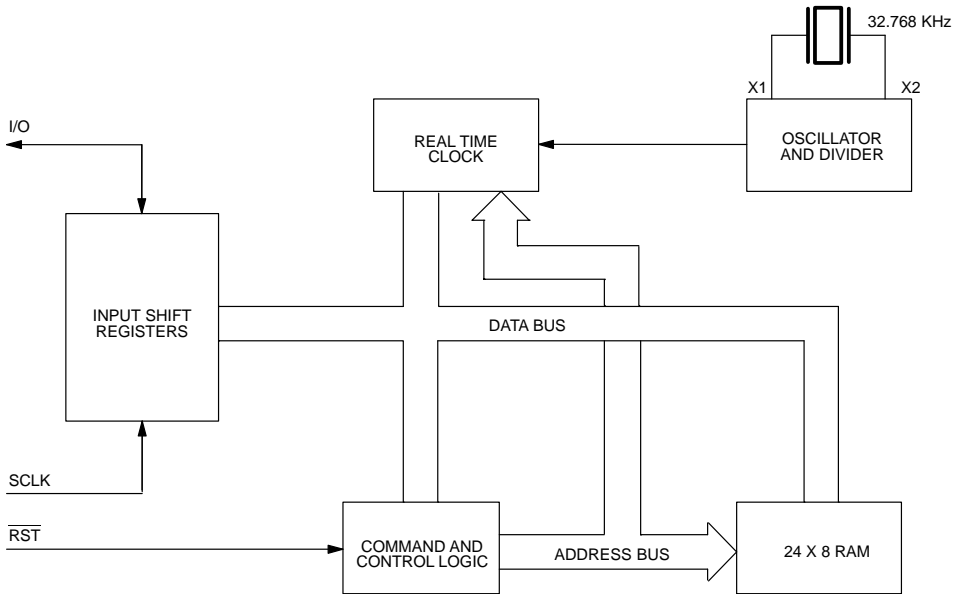 32.768 KHz
X1
X2
I/O
REAL TIME
CLOCK
OSCILLATOR
AND DIVIDER
INPUT SHIFT
REGISTERS
DATA BUS
SCLK
RST
COMMAND AND
CONTROL LOGIC
ADDRESS BUS
24 X 8 RAM